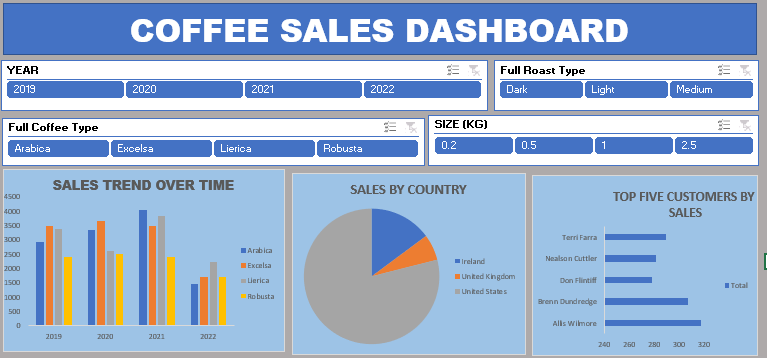 COFFEE SALES DASHBOARD
YEAR
2019 2020 2021 2022
Full Roast Type
Dark Light Medium
Full Coffee Type
Arabica Excelsa Lierica Robusta
SIZE (KG)
0.2 0.5 1 2.5
SALES TREND OVER TIME
4500
4000
3500
3000
2500
2000
1500
1000
500
0
2019 2020 2021 2022
Arabica
Excelsa
Lierica
Robusta
SALES BY COUNTRY
Ireland
United Kingdom
United States
TOP FIVE CUSTOMERS BY
SALES
Terri Farra
Nealson Cuttler
Don Flintiff
Brenn Dundredge
Allis Wilmore
240 260 280 300 320
Total